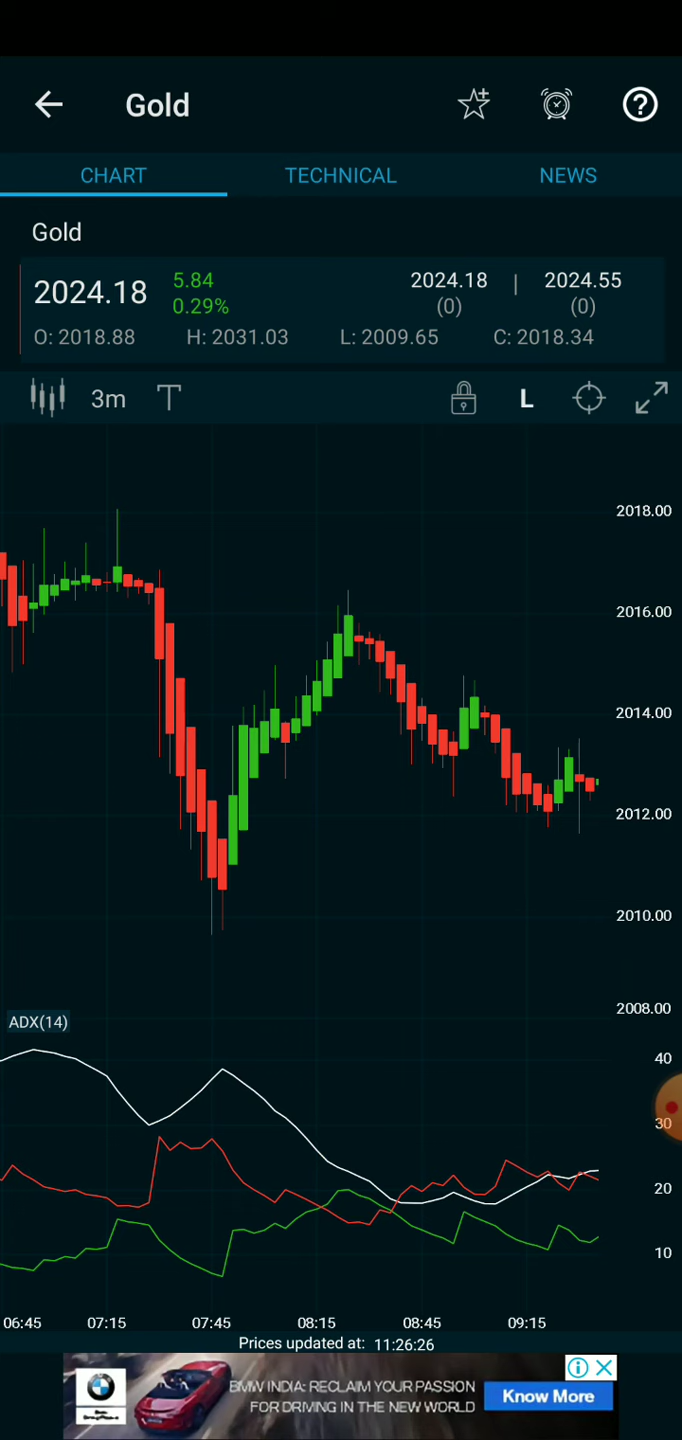 Gold
CHART TECHNICAL NEWS
Gold
2024.18 5.84 0.29% 2024.18 (0) | 2024.55 (0)
O: 2018.88 H: 2031.03 L: 2009.65 C: 2018.34
3m T L
2018.00
2016.00
2014.00
2012.00
2010.00
2008.00
ADX(14)
40
30
20
10
06:45 07:15 07:45 08:15 08:45 09:15
Prices updated at: 11:26:26
BMW INDIA: RECLAIM YOUR PASSION
FOR DRIVING IN THE NEW WORLD
Know More